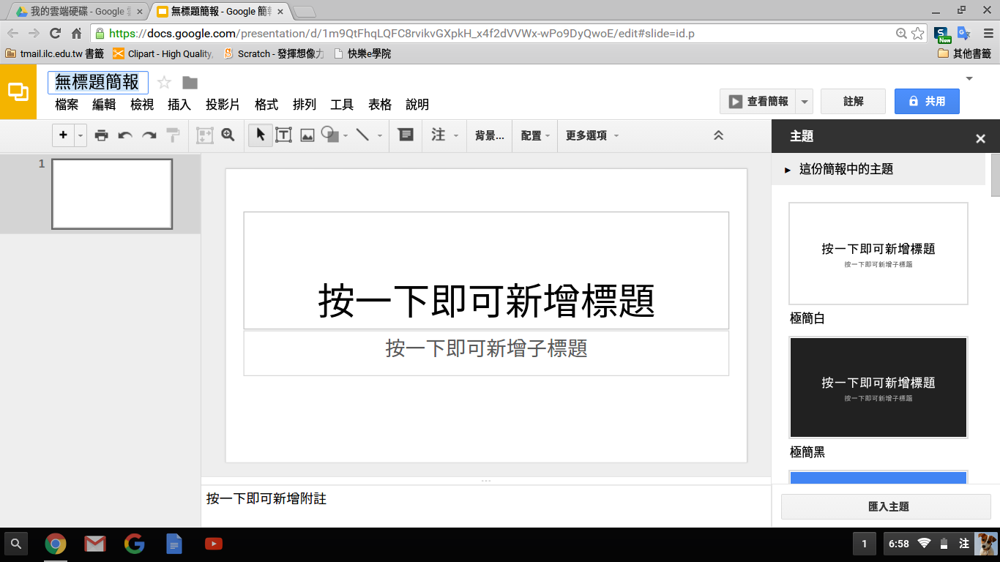 我的雲端硬碟 - Google
無標題簡報 - Google 簡報
https://docs.google.com/presentation/d/1m9QtFhqLQFC8rvikvGXpkH_x4f2dVVWx-wPo9DyQwoE/edit#slide=id.p
New
tmail.ilc.edu.tw 書籤
Clipart - High Quality,
Scratch - 發揮想像力
快樂e學院
其他書籤
無標題簡報
檔案 編輯 檢視 插入 投影片 格式 排列 工具 表格 說明
查看簡報
註解
共用
注
背景...
配置
更多選項
主題
1
這份簡報中的主題
按一下即可新增標題
按一下即可新增子標題
按一下即可新增標題
按一下即可新增子標題
極簡白
按一下即可新增標題
按一下即可新增子標題
極簡黑
按一下即可新增附註
匯入主題
1
6:58
注